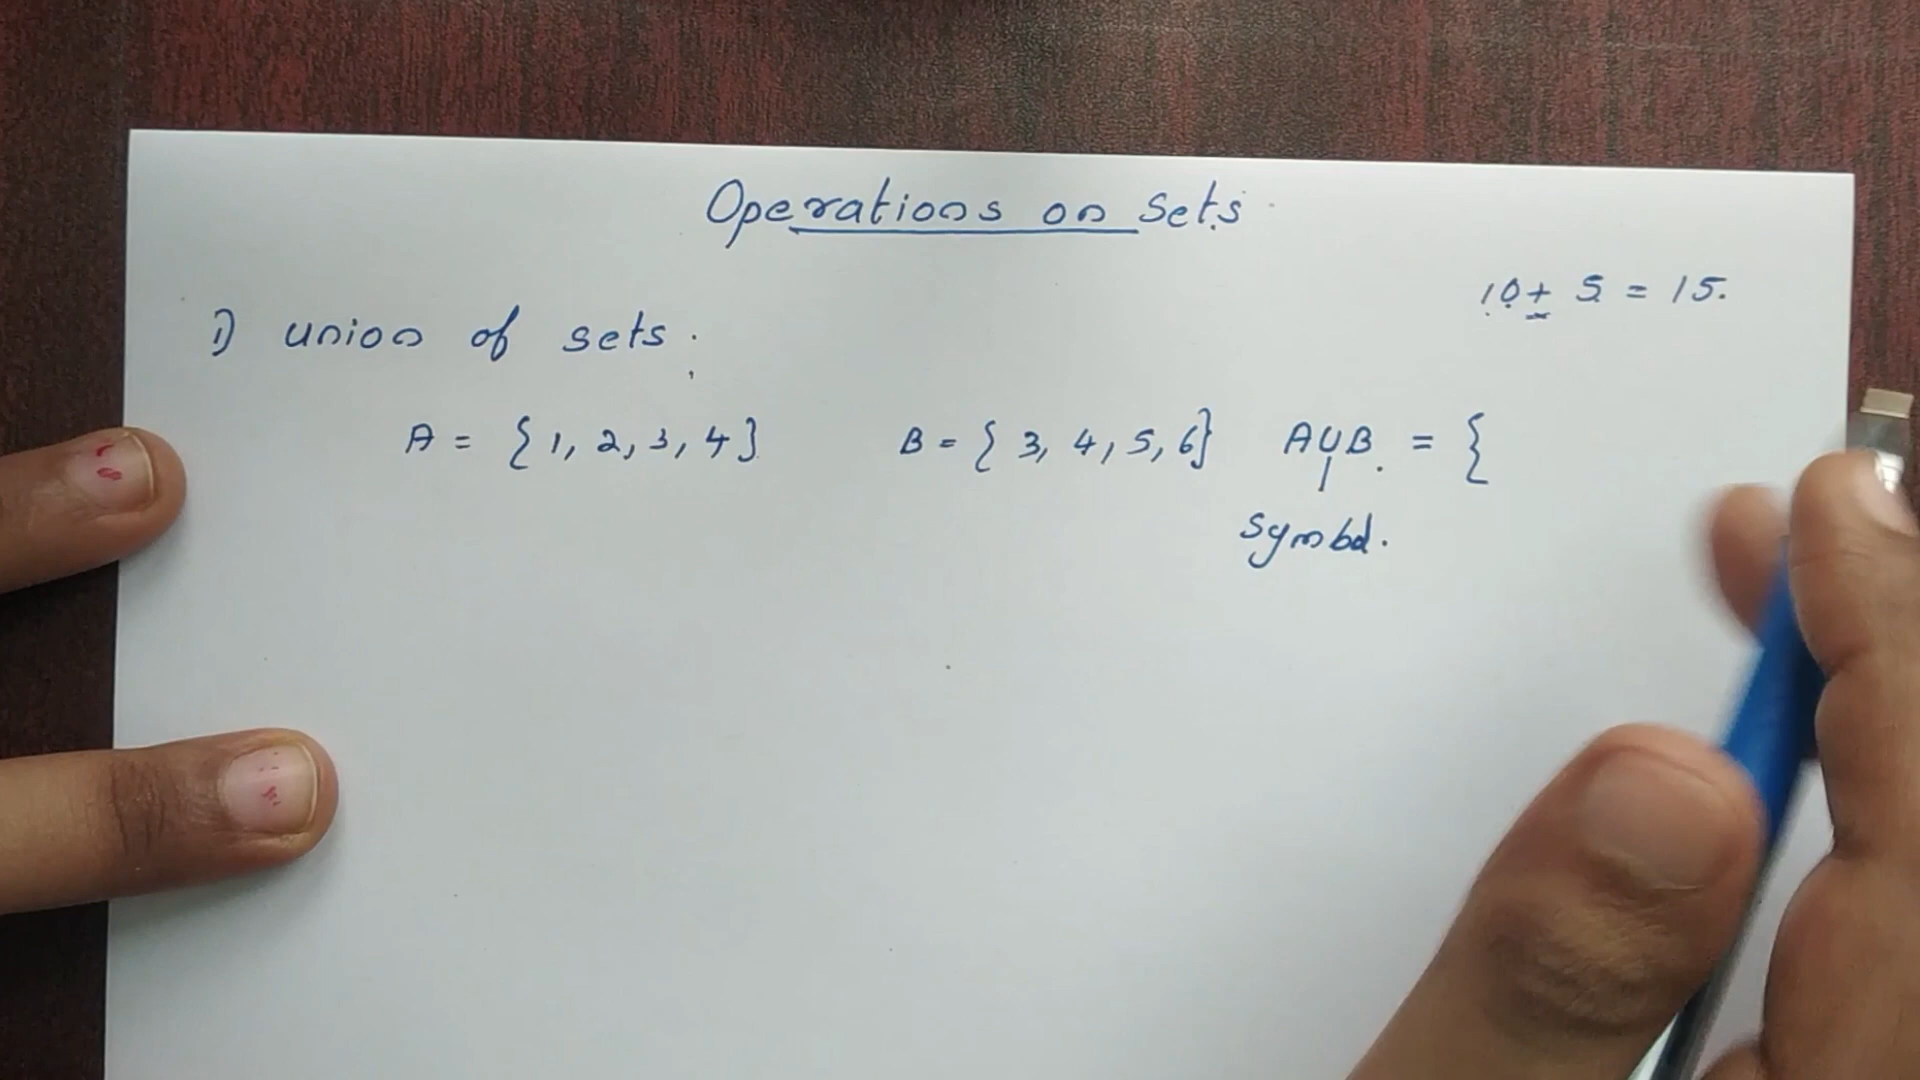 Operations on Sets
10 + 5 = 15.
1) union of sets.
A = {1, 2, 3, 4} B = {3, 4, 5, 6} A∪B = {
Symbol.